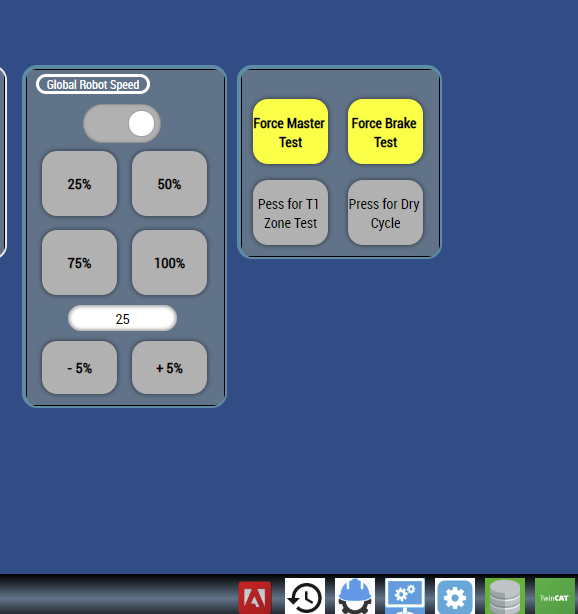 Global Robot Speed
25%
50%
75%
100%
25
- 5%
+ 5%
Force Master
Test
Force Brake
Test
Pess for T1
Zone Test
Press for Dry
Cycle
TwinCAT